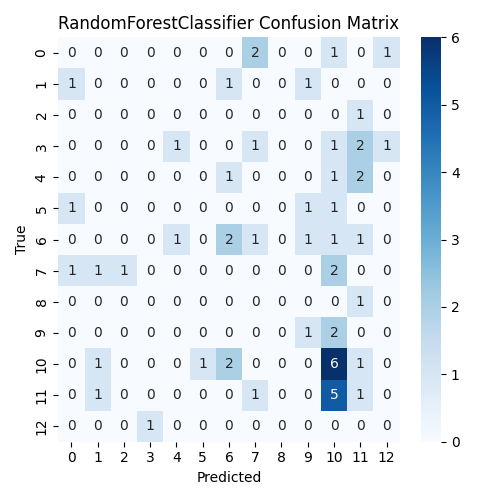 RandomForestClassifier Confusion Matrix
0 0 0 0 0 0 0 0 2 0 0 1 0 1
1 1 0 0 0 0 0 1 0 0 1 0 0 0
2 0 0 0 0 0 0 0 0 0 0 0 1 0
3 0 0 0 0 1 0 0 1 0 0 1 2 1
4 0 0 0 0 0 0 1 0 0 0 1 2 0
5 1 0 0 0 0 0 0 0 0 1 1 0 0
6 0 0 0 0 1 0 2 1 0 1 1 1 0
7 1 1 1 0 0 0 0 0 0 0 2 0 0
8 0 0 0 0 0 0 0 0 0 0 0 1 0
9 0 0 0 0 0 0 0 0 0 1 2 0 0
10 0 1 0 0 0 1 2 0 0 0 6 1 0
11 0 1 0 0 0 0 0 1 0 0 5 1 0
12 0 0 0 1 0 0 0 0 0 0 0 0 0
0 1 2 3 4 5 6 7 8 9 10 11 12
Predicted
True
6
5
4
3
2
1
0